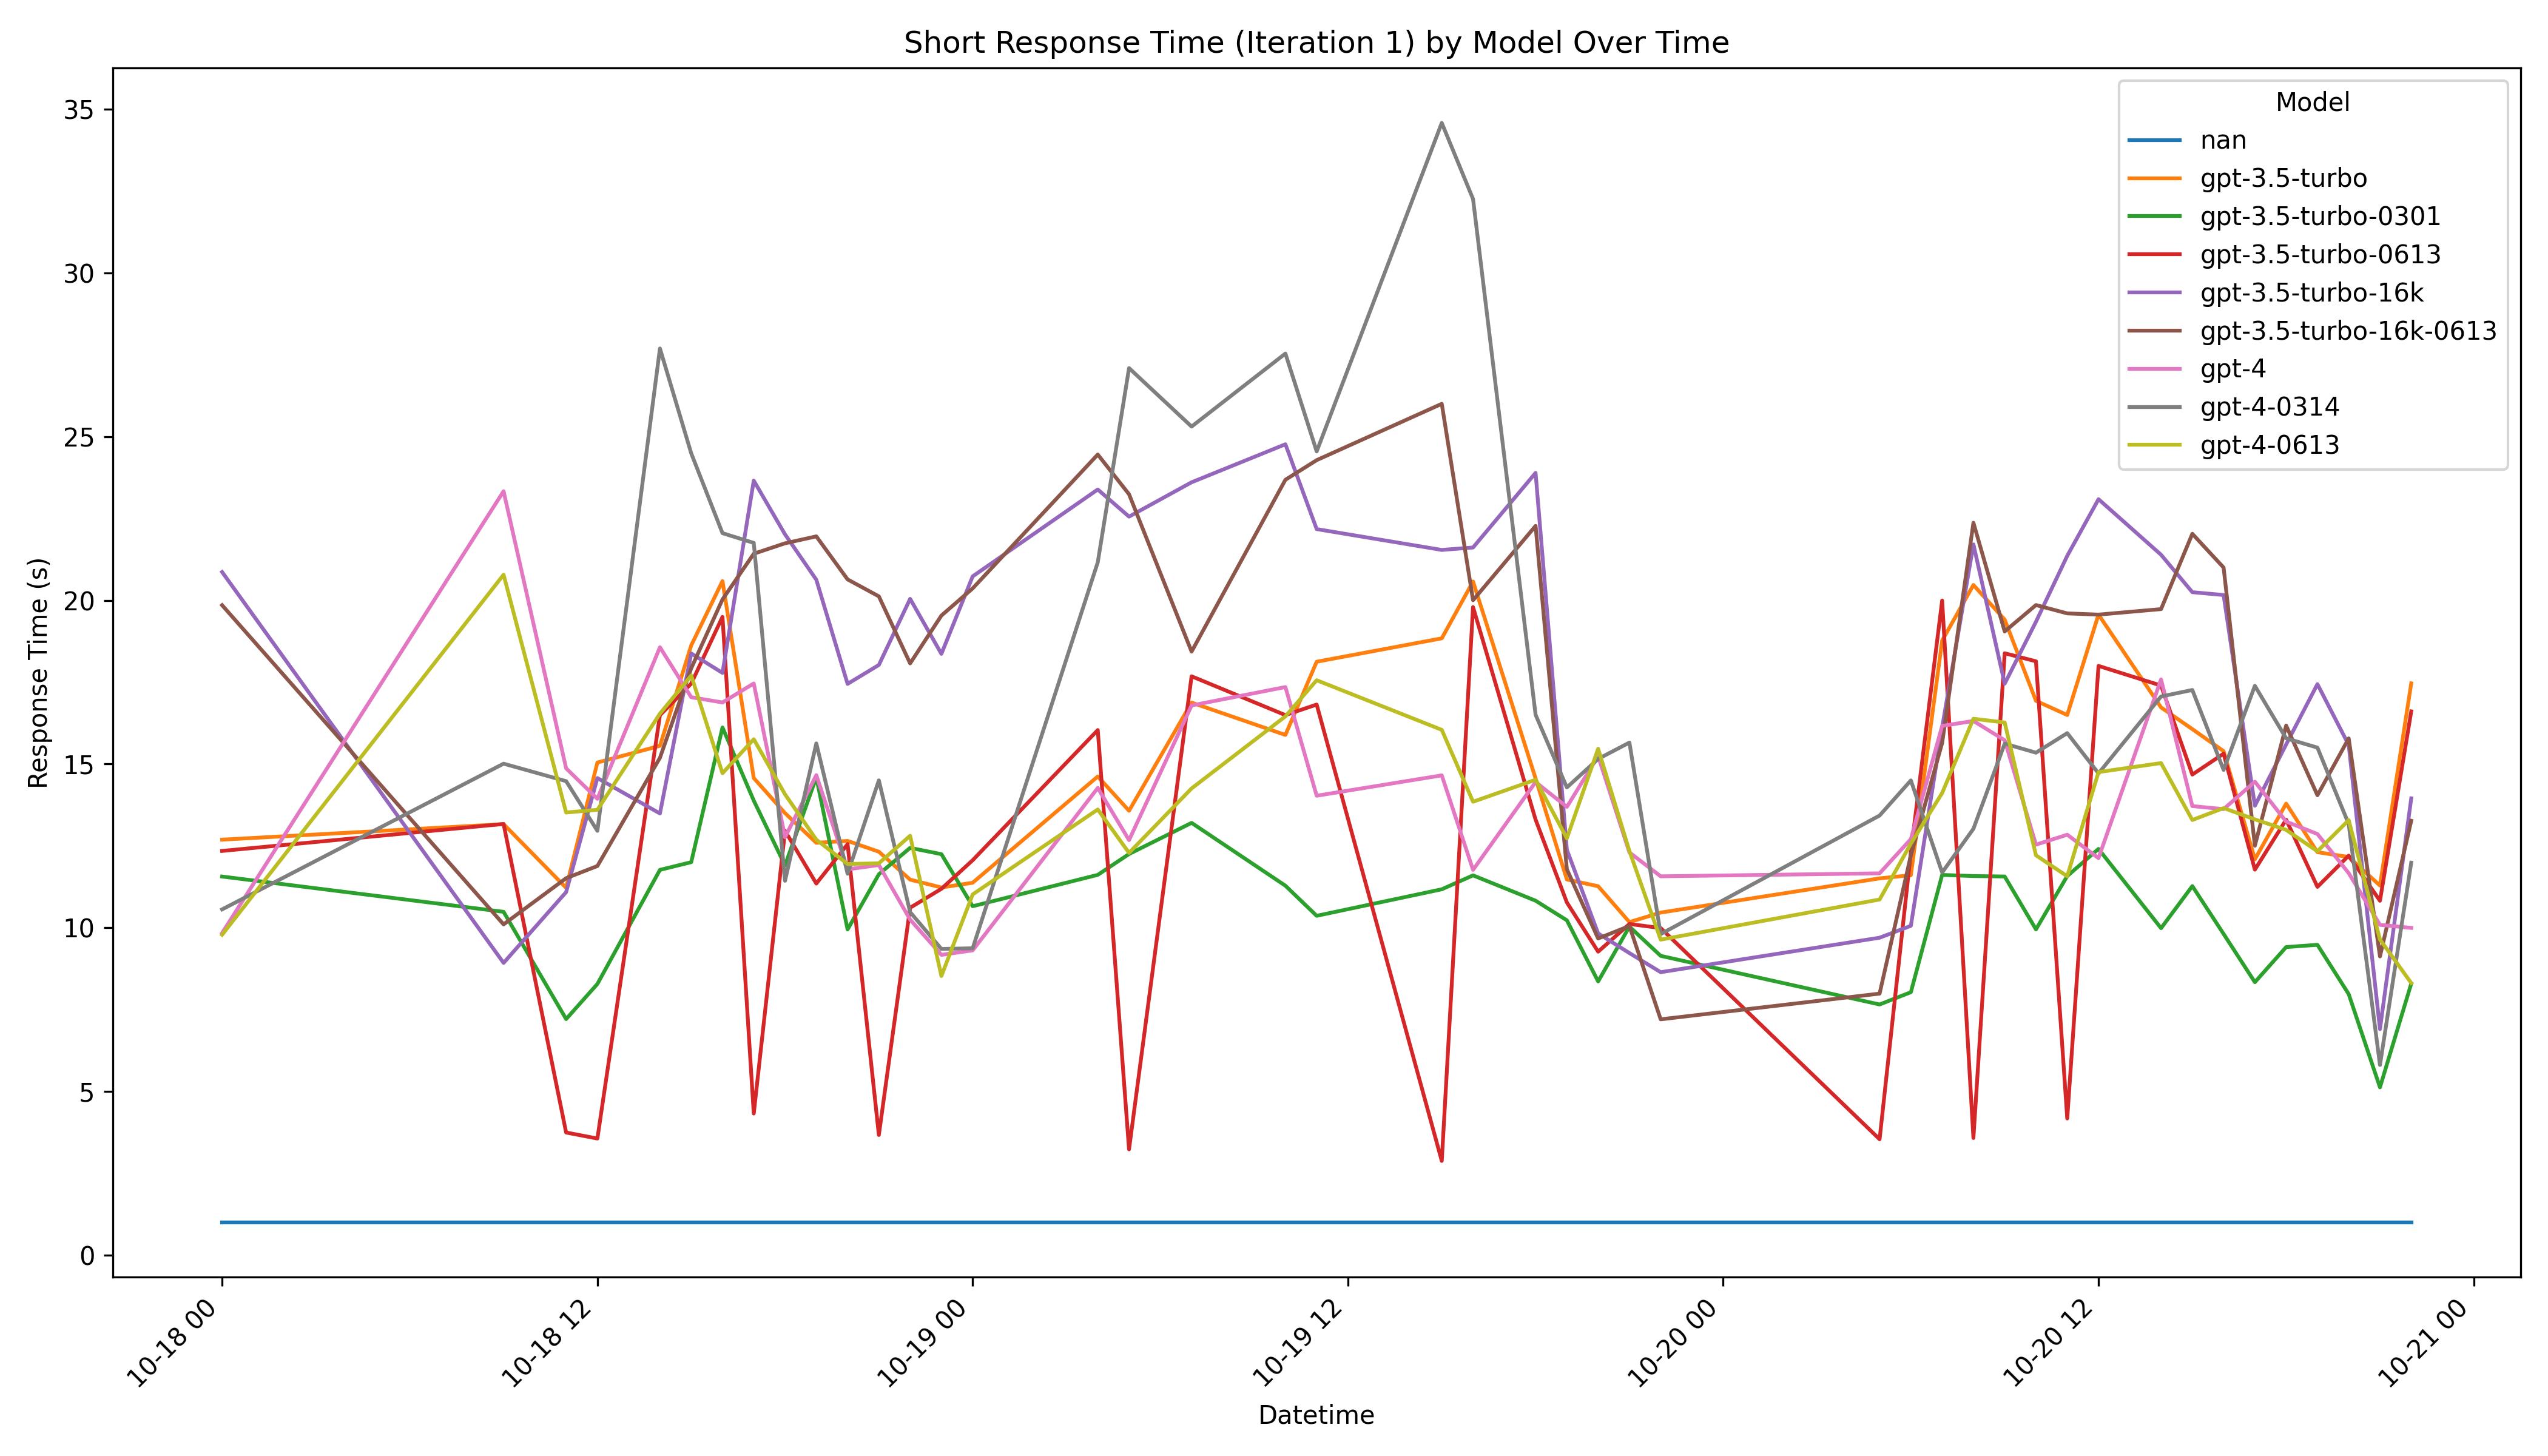 Short Response Time (Iteration 1) by Model Over Time
Model
nan
gpt-3.5-turbo
gpt-3.5-turbo-0301
gpt-3.5-turbo-0613
gpt-3.5-turbo-16k
gpt-3.5-turbo-16k-0613
gpt-4
gpt-4-0314
gpt-4-0613
Response Time (s)
35
30
25
20
15
10
5
0
10-18 00
10-18 12
10-19 00
10-19 12
10-20 00
10-20 12
10-21 00
Datetime